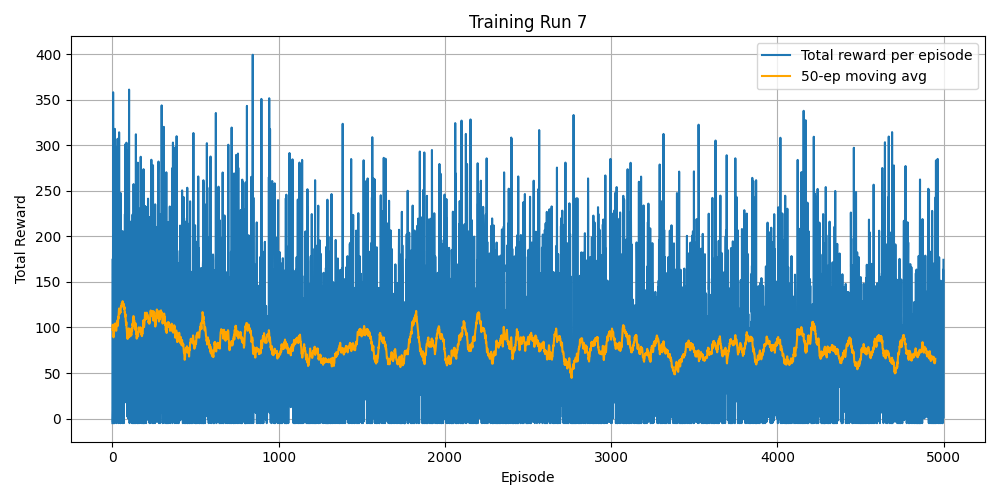 Training Run 7
Total reward per episode
50-ep moving avg
Total Reward
400
350
300
250
200
150
100
50
0
0 1000 2000 3000 4000 5000
Episode